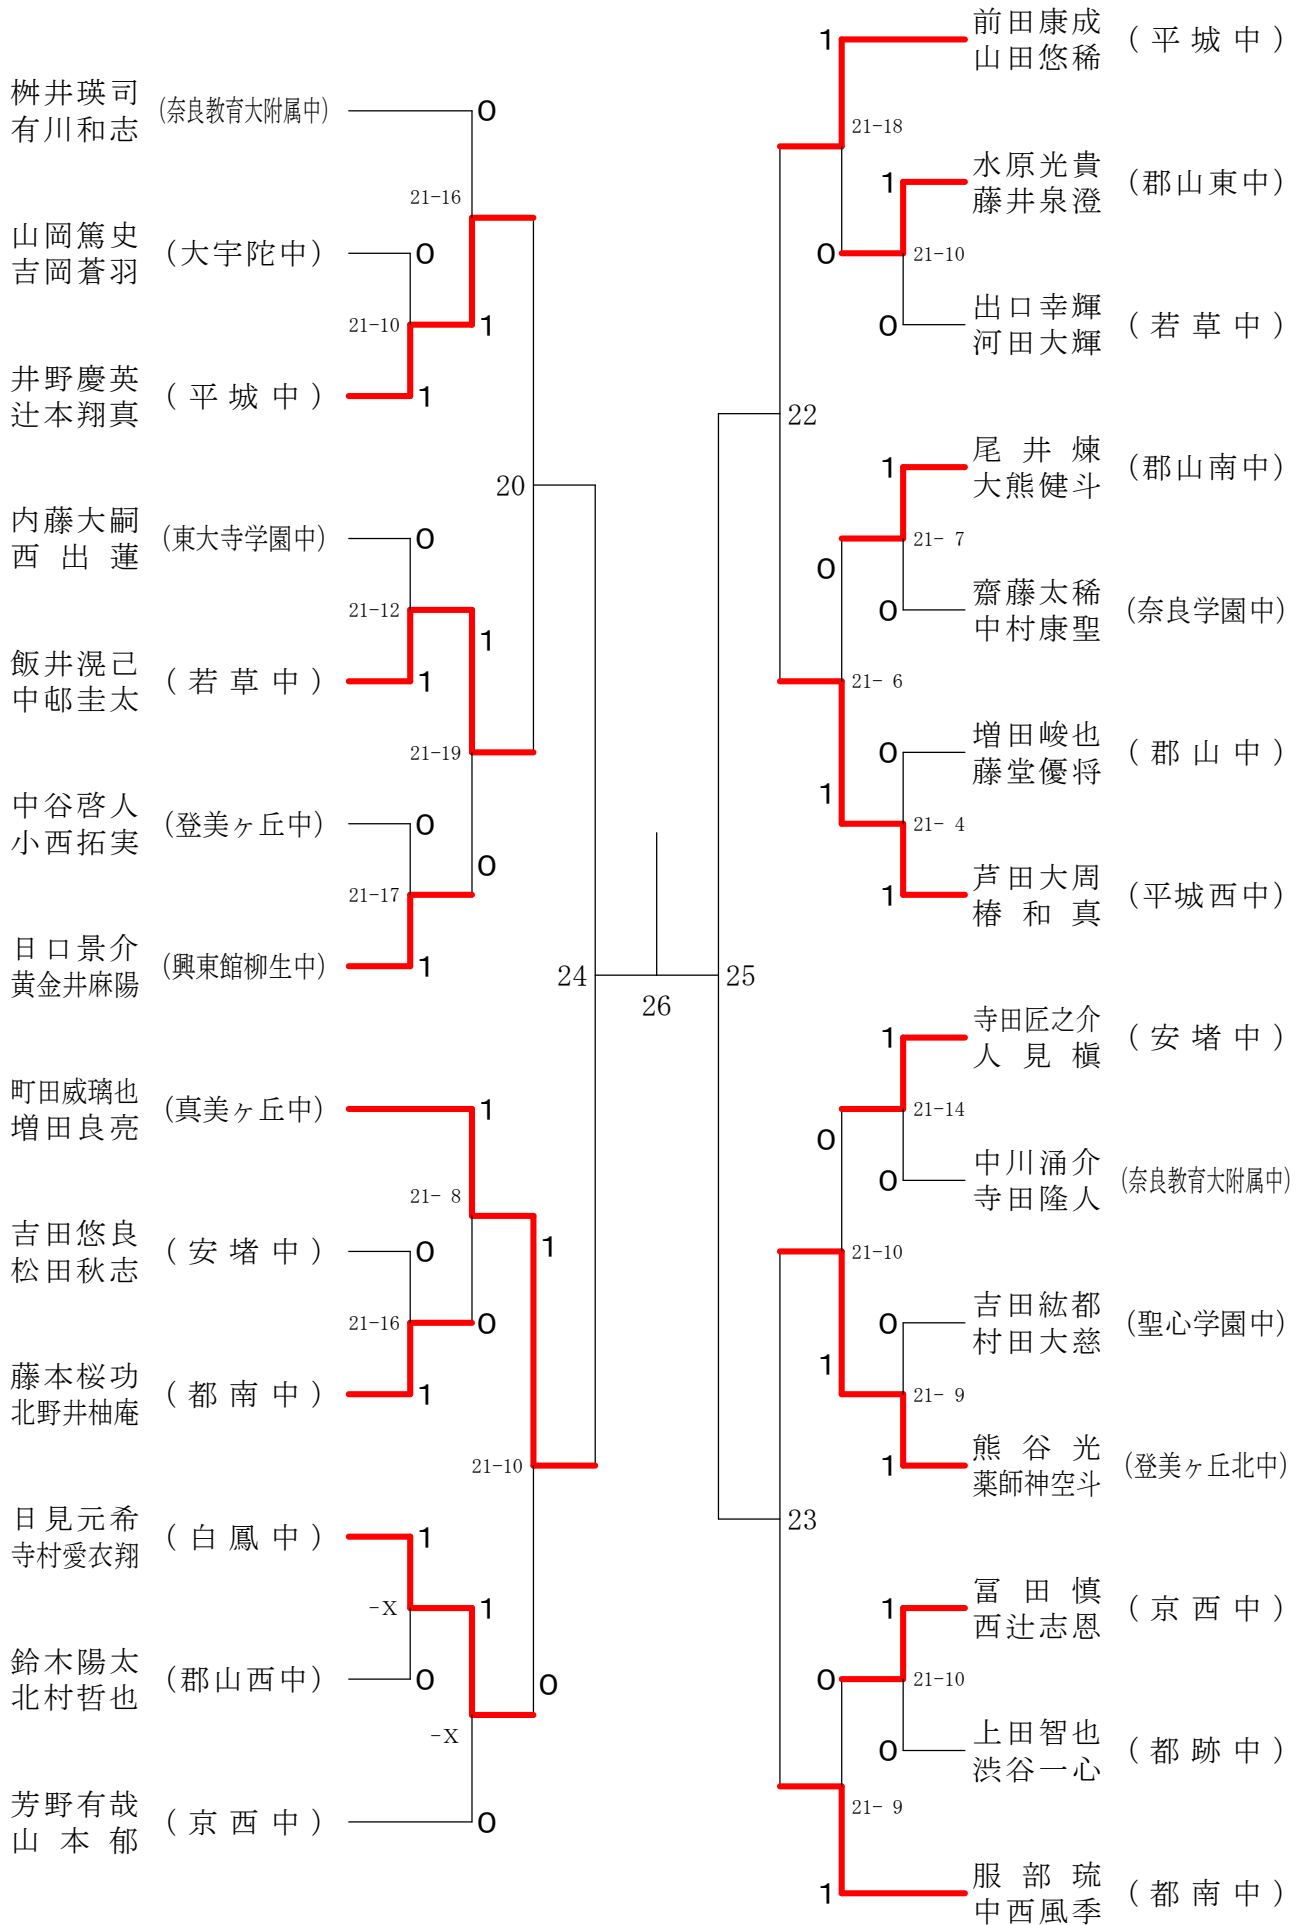 桝井瑛司
有川和志
(奈良教育大附属中)
0
21-16
山岡篤史
吉岡蒼羽
(大宇陀中)
0
21-10
1
井野慶英
辻本翔真
(平城中)
1
20
内藤大嗣
西出蓮
(東大寺学園中)
0
21-12
1
飯井滉己
中邨圭太
(若草中)
1
21-19
中谷啓人
小西拓実
(登美ヶ丘中)
0
0
21-17
日口景介
黄金井麻陽
(興東館柳生中)
1
24
町田威璃也
増田良亮
(真美ヶ丘中)
1
21- 8
1
吉田悠良
松田秋志
(安堵中)
0
21-16
0
藤本桜功
北野井柚庵
(都南中)
1
21-10
日見元希
寺村愛衣翔
(白鳳中)
1
-X
1
鈴木陽太
北村哲也
(郡山西中)
0
0
-X
芳野有哉
山本郁
(京西中)
0
26
1
前田康成
山田悠稀
(平城中)
21-18
1
水原光貴
藤井泉澄
(郡山東中)
0
21-10
0
出口幸輝
河田大輝
(若草中)
22
1
尾井煉
大熊健斗
(郡山南中)
21- 7
0
0
齋藤太稀
中村康聖
(奈良学園中)
21- 6
0
増田峻也
藤堂優将
(郡山中)
1
21- 4
1
芦田大周
椿和真
(平城西中)
25
1
寺田匠之介
人見槇
(安堵中)
21-14
0
0
中川涌介
寺田隆人
(奈良教育大附属中)
21-10
0
吉田紘都
村田大慈
(聖心学園中)
1
21- 9
1
熊谷光
薬師神空斗
(登美ヶ丘北中)
23
1
冨田慎
西辻志恩
(京西中)
0
21-10
0
上田智也
渋谷一心
(都跡中)
21- 9
1
服部琉
中西風季
(都南中)